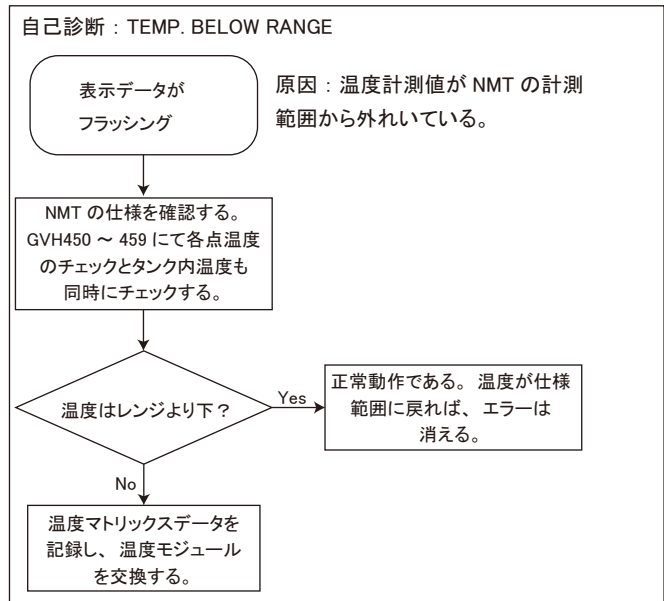 自己診断 : TEMP. BELOW RANGE
表示データが
フラッシング
原因 : 温度計測値が NMT の計測
範囲から外れいている。
NMT の仕様を確認する。
GVH450 ～ 459 にて各点温度
のチェックとタンク内温度も
同時にチェックする。
温度はレンジより下？
Yes
正常動作である。温度が仕様
範囲に戻れば、エラーは
消える。
No
温度マトリックスデータを
記録し、温度モジュール
を交換する。